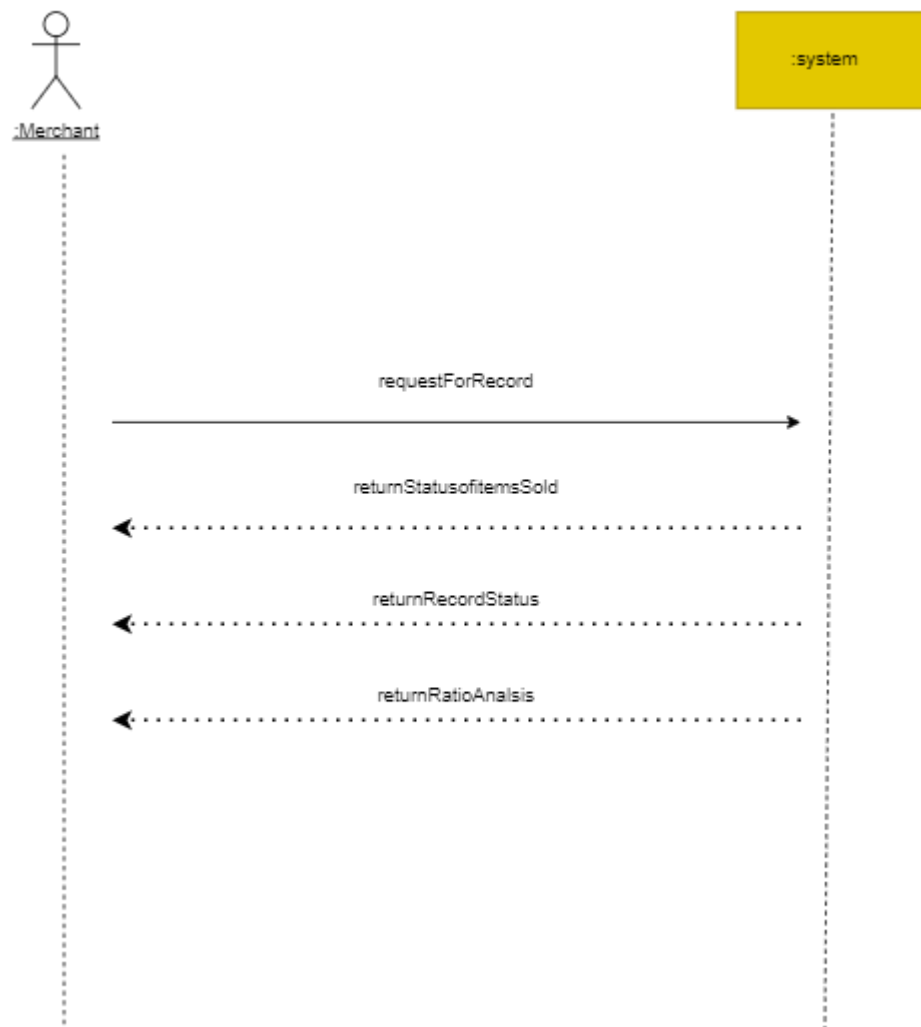 :system
:Merchant
requestForRecord
returnStatusofitemsSold
returnRecordStatus
returnRatioAnalsis